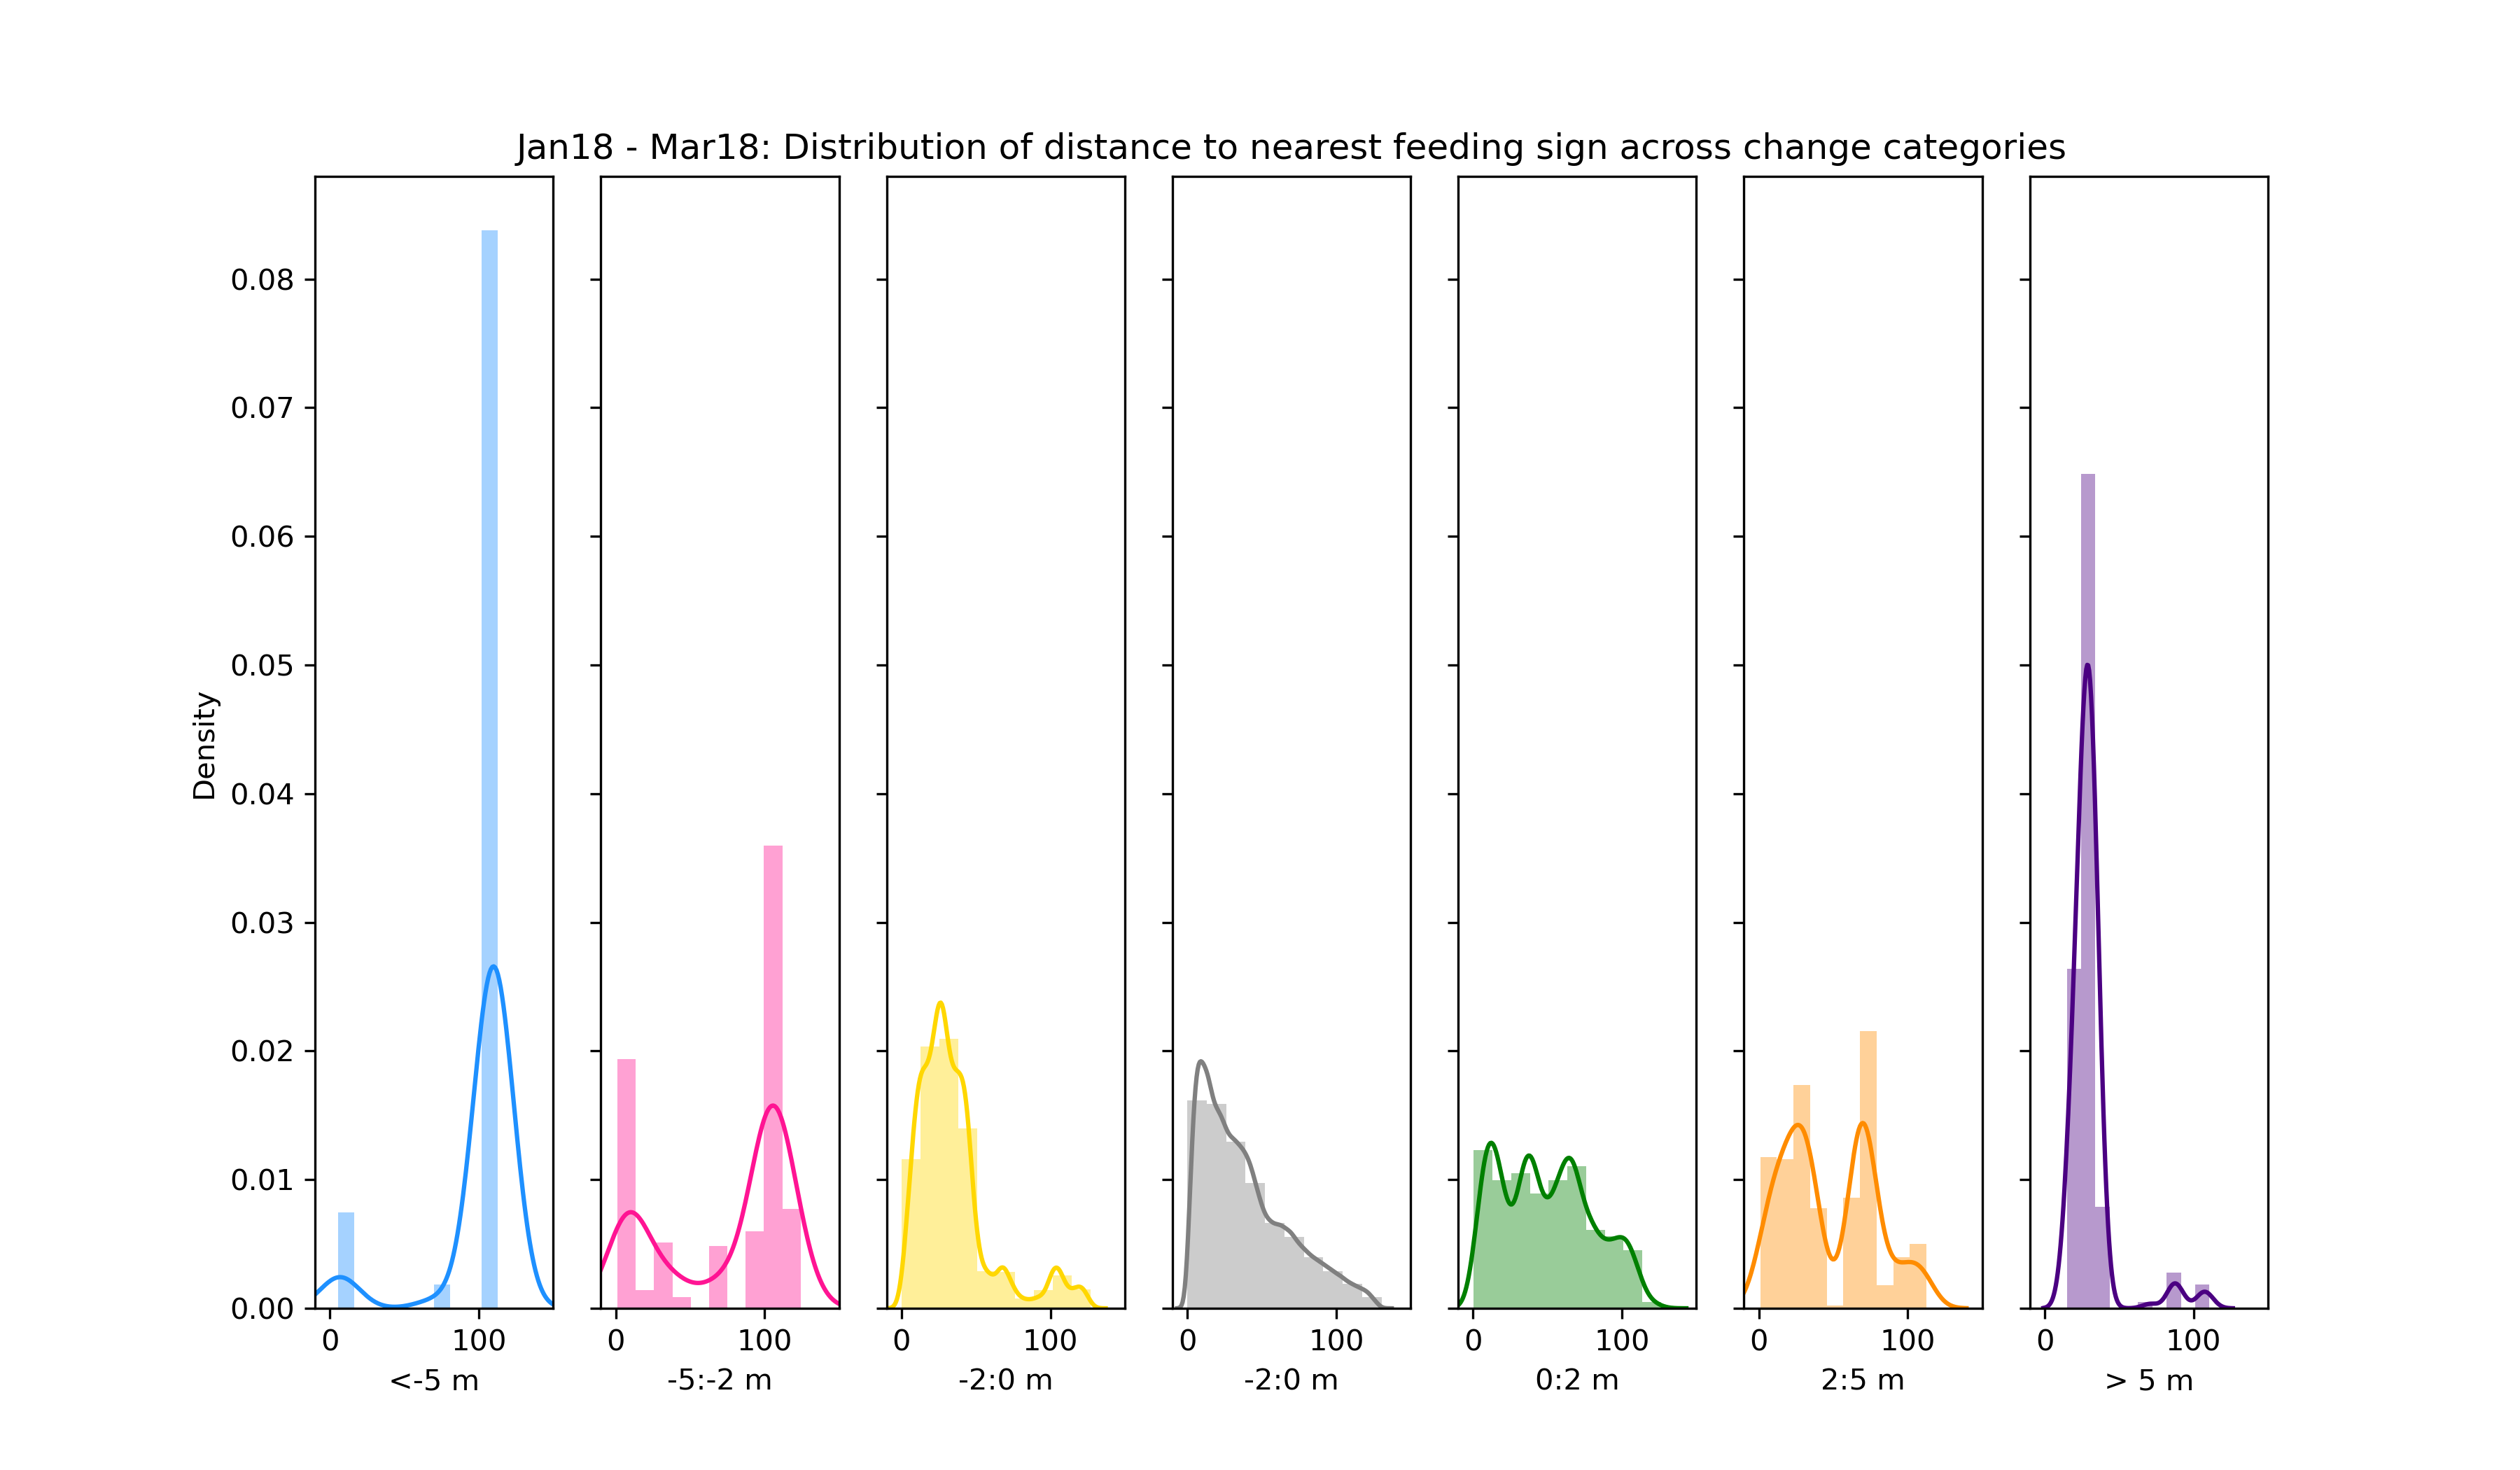 Jan18 - Mar18: Distribution of distance to nearest feeding sign across change categories
Density
0.08
0.07
0.06
0.05
0.04
0.03
0.02
0.01
0.00
0 100 0 100 0 100 0 100 0 100 0 100 0 100
<-5 m -5:-2 m -2:0 m -2:0 m 0:2 m 2:5 m > 5 m